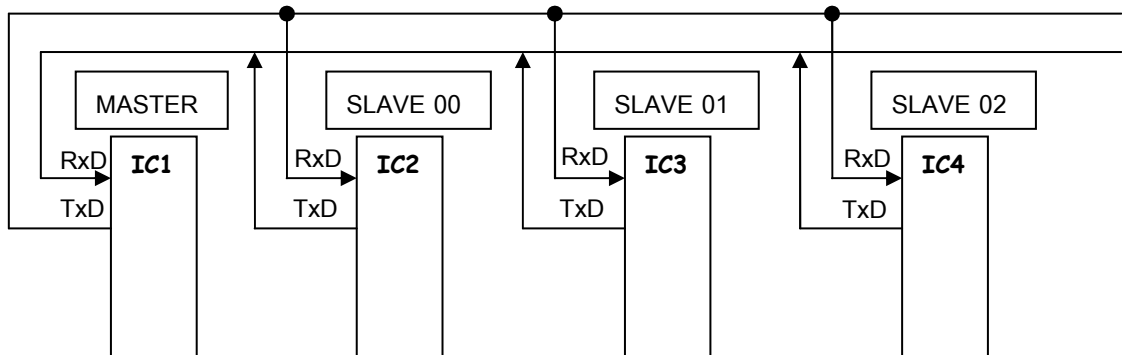 MASTER
SLAVE 00
SLAVE 01
SLAVE 02
RxD
IC1
RxD
IC2
RxD
IC3
RxD
IC4
TxD
TxD
TxD
TxD